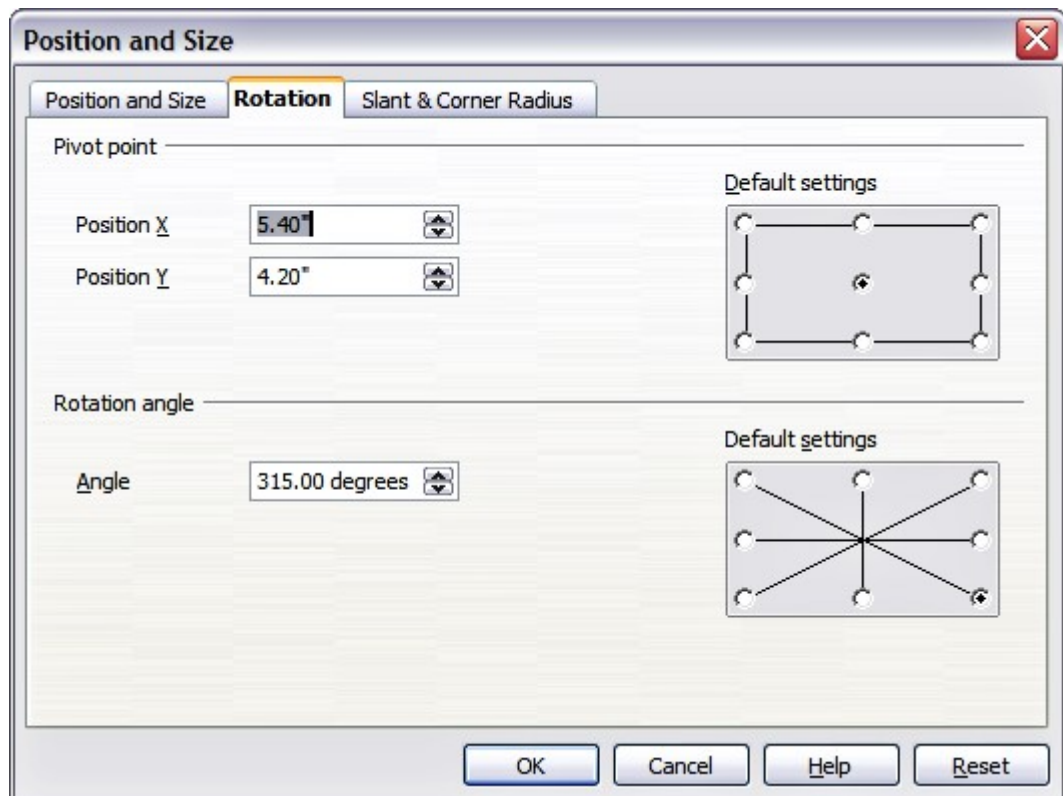 Position and Size
Position and Size Rotation Slant & Corner Radius
Pivot point
Default settings
Position X 5.40"
Position Y 4.20"
Rotation angle
Default settings
Angle 315.00 degrees
OK Cancel Help Reset